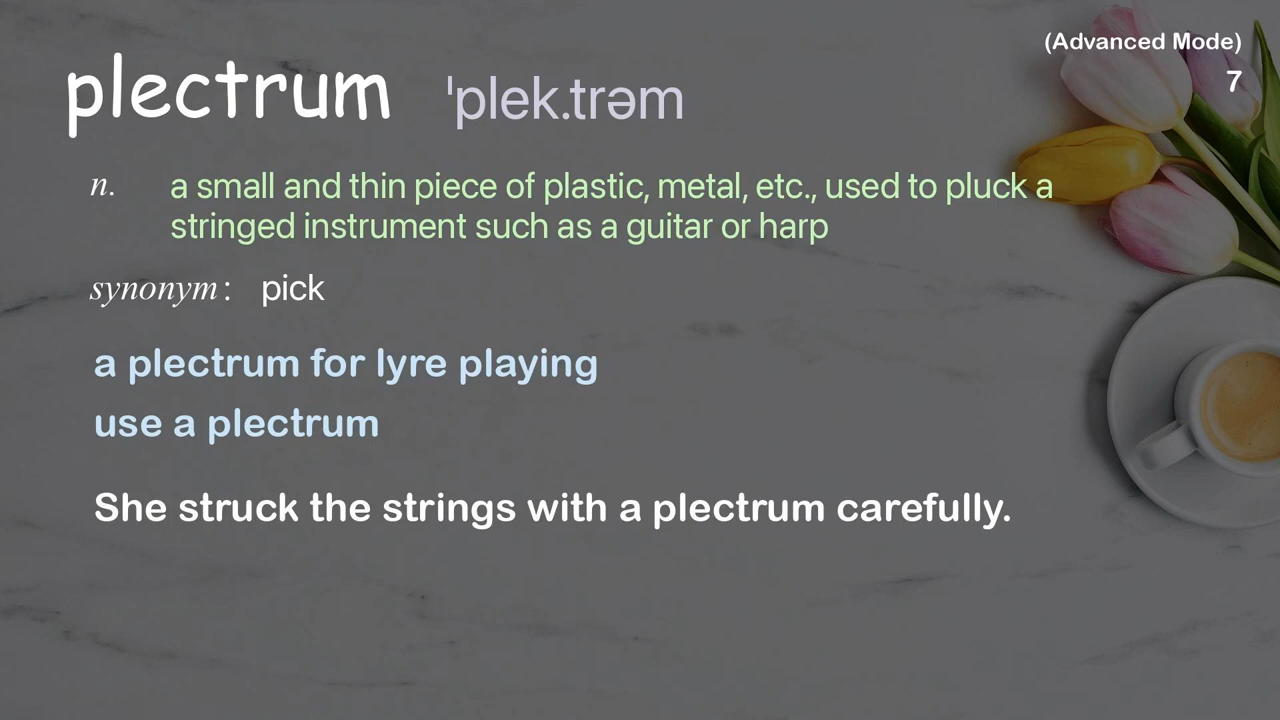 (Advanced Mode)
7
plectrum ˈplek.trəm
n. a small and thin piece of plastic, metal, etc., used to pluck a
stringed instrument such as a guitar or harp
synonym: pick
a plectrum for lyre playing
use a plectrum
She struck the strings with a plectrum carefully.